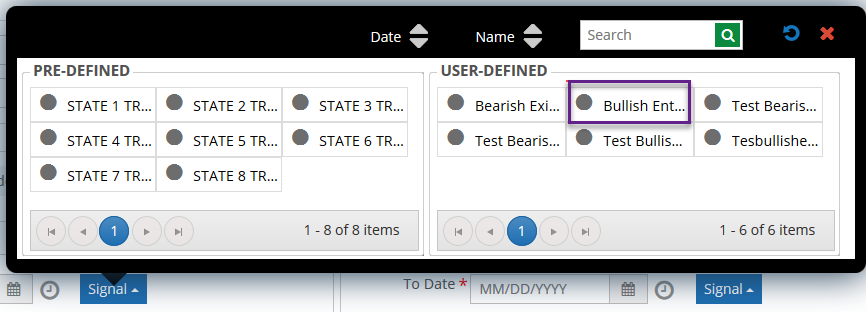 Date Name Search
PRE-DEFINED
STATE 1 TR... STATE 2 TR... STATE 3 TR...
STATE 4 TR... STATE 5 TR... STATE 6 TR...
STATE 7 TR... STATE 8 TR...
1 1 - 8 of 8 items
USER-DEFINED
Bearish Exi... Bullish Ent... Test Bearis...
Test Bearis... Test Bullis... Tesbullishe...
1 1 - 6 of 6 items
Signal To Date * MM/DD/YYYY Signal